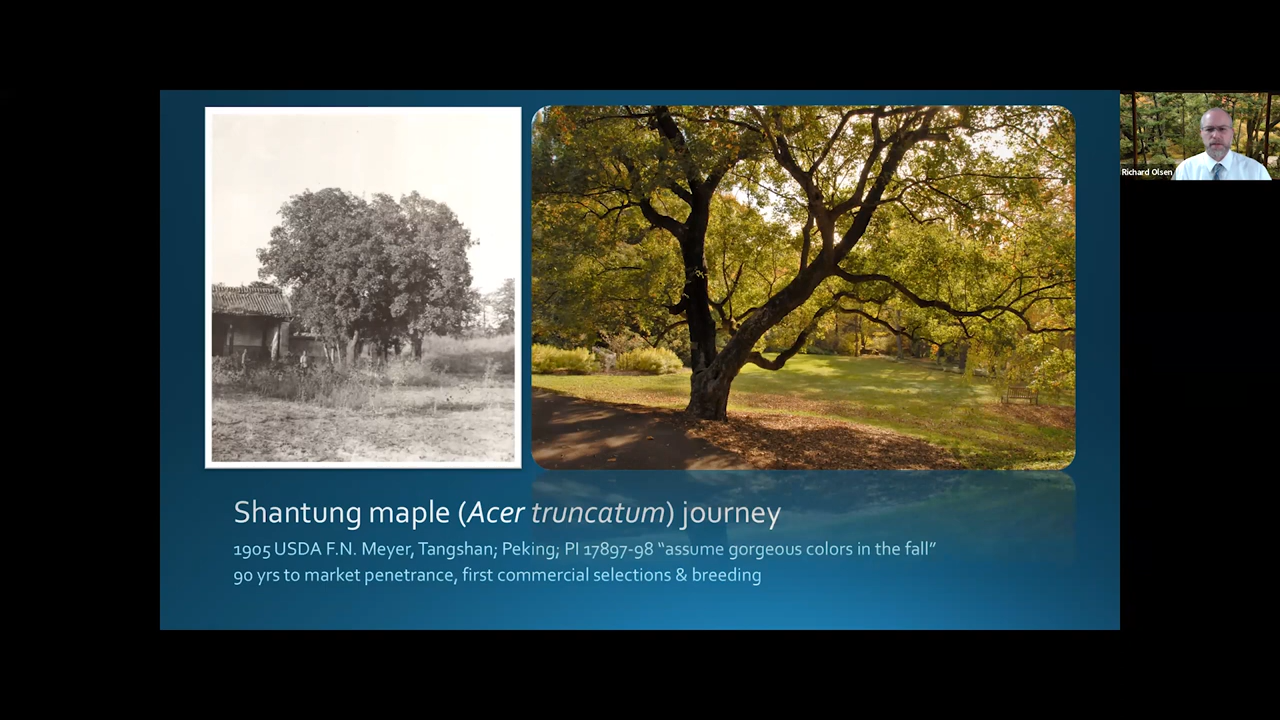 Richard Olsen
Shantung maple (Acer truncatum) journey
1905 USDA F.N. Meyer, Tangshan; Peking; PI 17897-98 “assume gorgeous colors in the fall”
90 yrs to market penetrance, first commercial selections & breeding